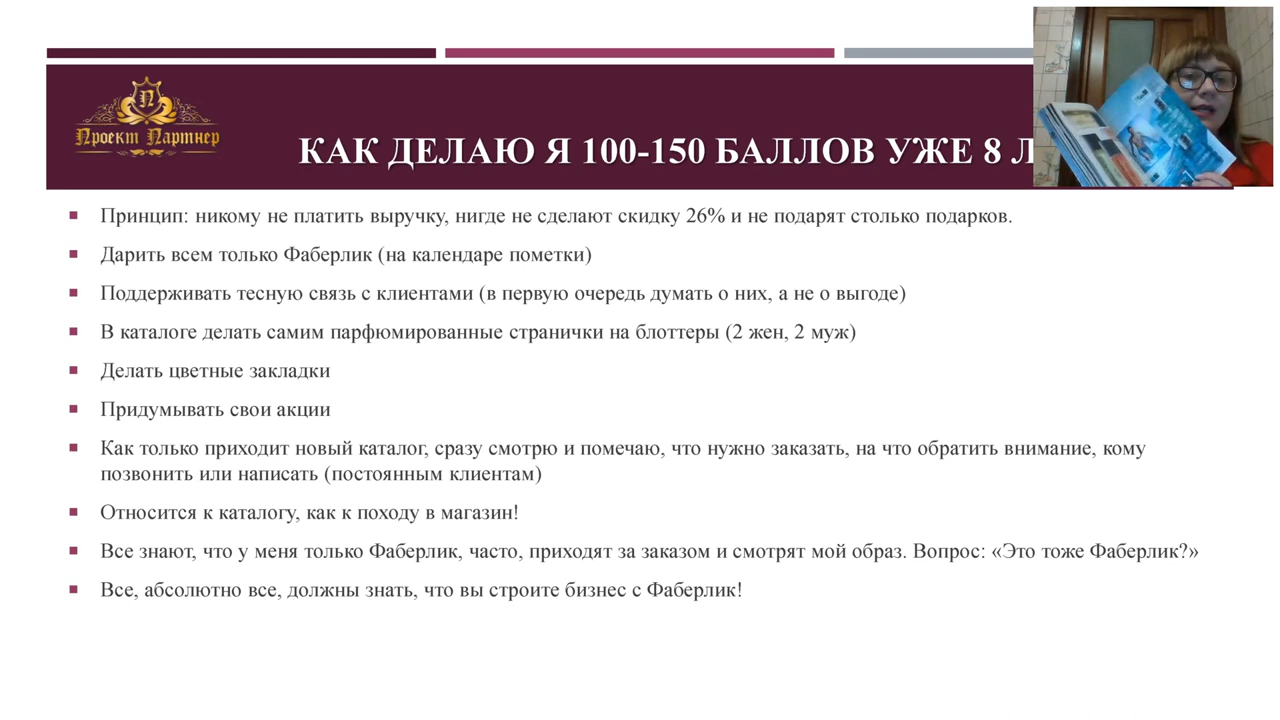 Проект Партнер
КАК ДЕЛАЮ Я 100-150 БАЛЛОВ УЖЕ 8 Л
Принцип: никому не платить выручку, нигде не сделают скидку 26% и не подарят столько подарков.
Дарить всем только Фаберлик (на календаре пометки)
Поддерживать тесную связь с клиентами (в первую очередь думать о них, а не о выгоде)
В каталоге делать самим парфюмированные странички на блоттеры (2 жен, 2 муж)
Делать цветные закладки
Придумывать свои акции
Как только приходит новый каталог, сразу смотрю и помечаю, что нужно заказать, на что обратить внимание, кому
позвонить или написать (постоянным клиентам)
Относится к каталогу, как к походу в магазин!
Все знают, что у меня только Фаберлик, часто, приходят за заказом и смотрят мой образ. Вопрос: «Это тоже Фаберлик?»
Все, абсолютно все, должны знать, что вы строите бизнес с Фаберлик!